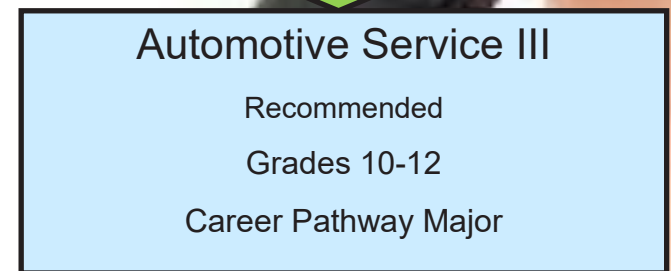 Automotive Service III
Recommended
Grades 10-12
Career Pathway Major